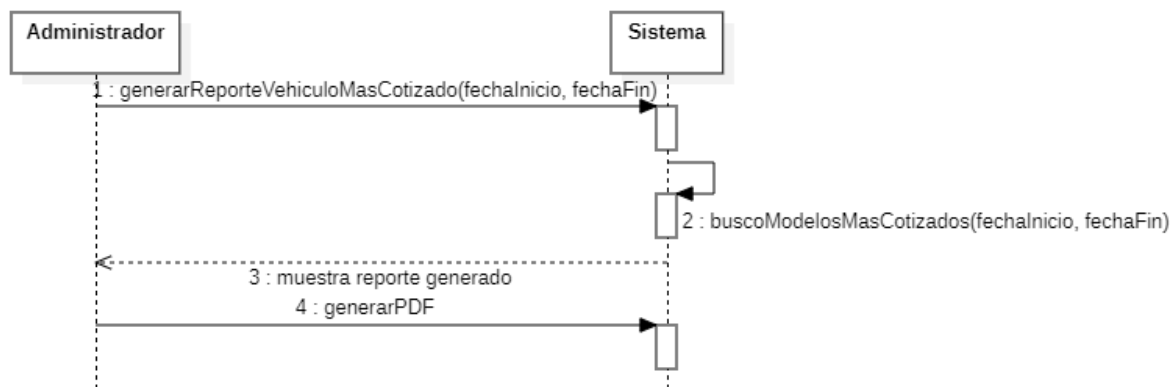 Administrador
Sistema
1 : generarReporteVehiculoMasCotizado(fechaInicio, fechaFin)
2 : buscoModelosMasCotizados(fechaInicio, fechaFin)
3 : muestra reporte generado
4 : generarPDF